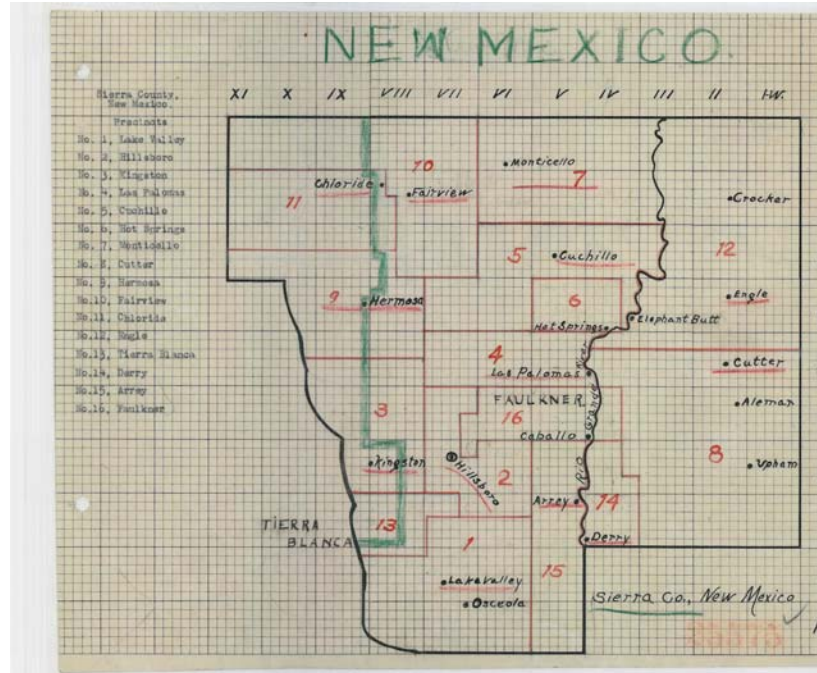 NEW MEXICO.
Sierra County,
New Mexico.
Precincts
No. 1, Lake Valley
No. 2, Hillsboro
No. 3, Kingston
No. 4, Las Palomas
No. 5, Cuchillo
No. 6, Hot Springs
No. 7, Monticello
No. 8, Cutter
No. 9, Hermosa
No. 10, Fairview
No. 11, Chloride
No. 12, Engle
No. 13, Tierra Blanca
No. 14, Derry
No. 15, Arrey
No. 16, Faulkner
XI X IX VIII VII VI V IV III II I-W.
10
Monticello
7
Chloride
Fairview
11
Crocker
12
5
Cuchillo
9
Hermosa
6
Engle
Hot Springs
Elephant Butt
4
Las Palomas
Cutter
3
FAULKNER
16
Aleman
Caballo
Rio Grande River
Kingston
Hillsboro
2
8
Upham
Arrey
14
TIERRA
BLANCA
13
1
Derry
15
Lake Valley
Osceola
Sierra Co., New Mexico